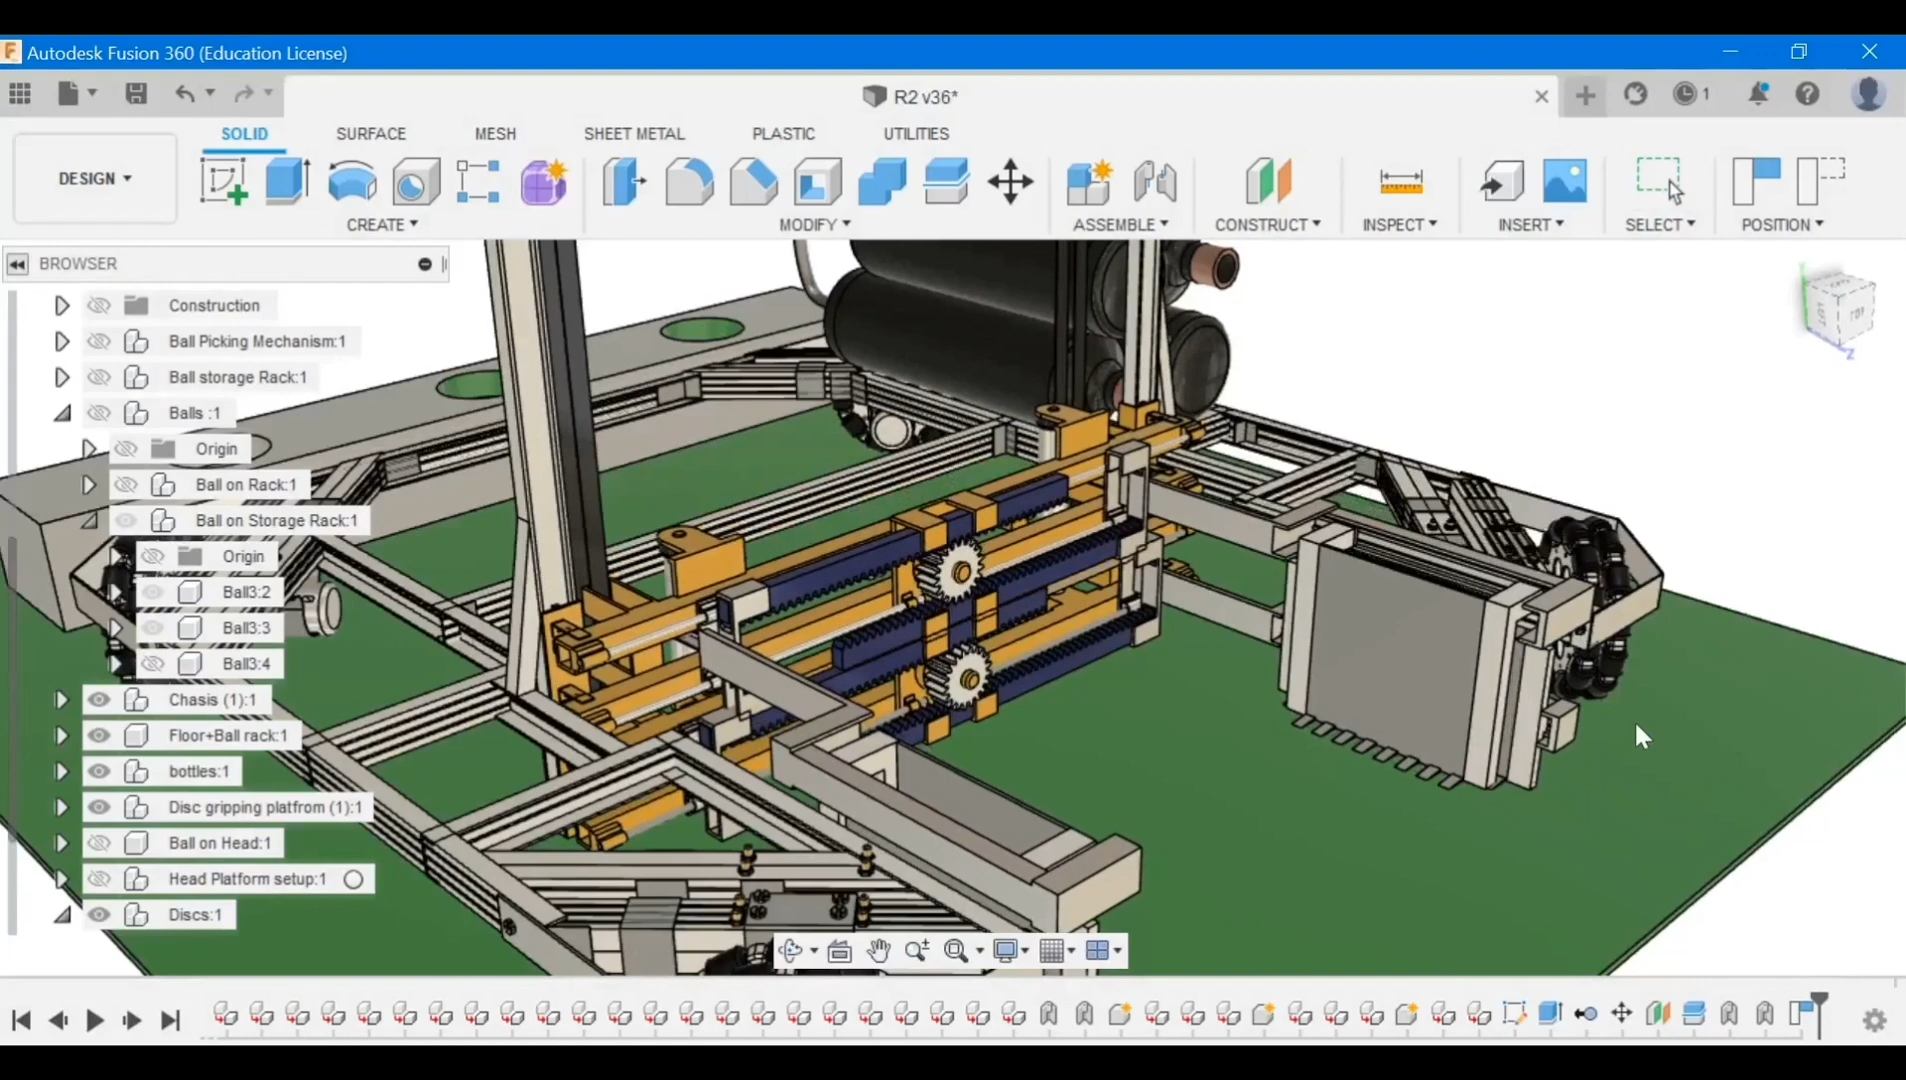 Autodesk Fusion 360 (Education License)
R2 v36*
1
DESIGN
SOLID
SURFACE
MESH
SHEET METAL
PLASTIC
UTILITIES
CREATE
MODIFY
ASSEMBLE
CONSTRUCT
INSPECT
INSERT
SELECT
POSITION
BROWSER
Construction
Ball Picking Mechanism:1
Ball storage Rack:1
Balls :1
Origin
Ball on Rack:1
Ball on Storage Rack:1
Origin
Ball3:2
Ball3:3
Ball3:4
Chasis (1):1
Floor+Ball rack:1
bottles:1
Disc gripping platfrom (1):1
Ball on Head:1
Head Platform setup:1
Discs:1
Z